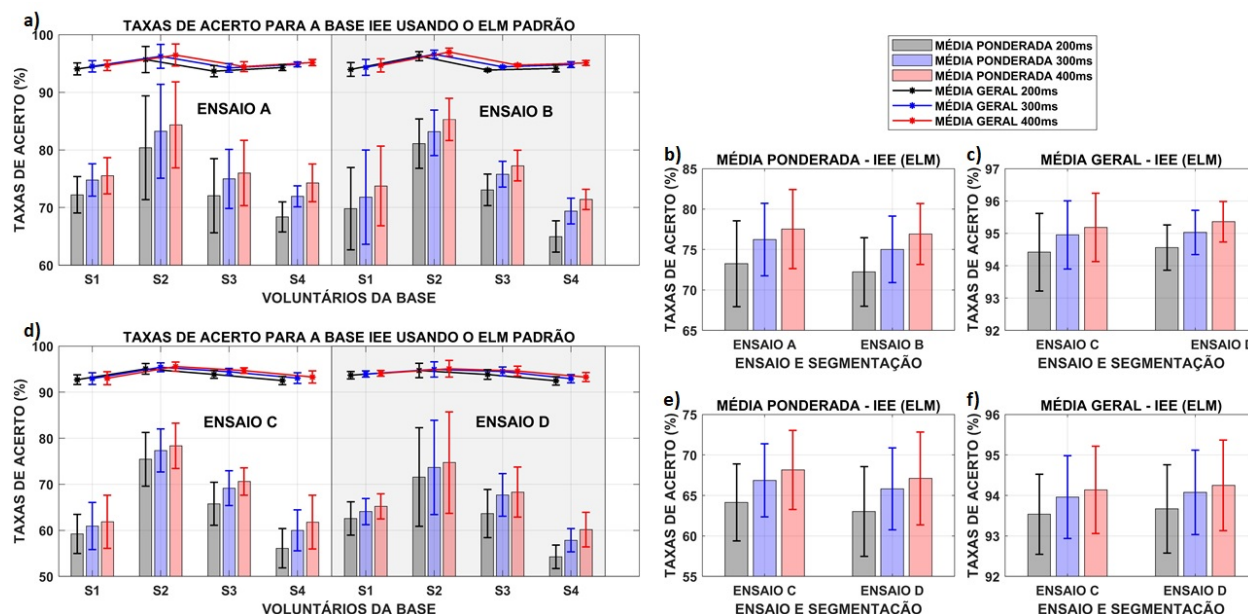 a)
TAXAS DE ACERTO PARA A BASE IEE USANDO O ELM PADRÃO
TAXAS DE ACERTO (%)
100
90
80
70
60
ENSAIO A
ENSAIO B
S1 S2 S3 S4 S1 S2 S3 S4
VOLUNTÁRIOS DA BASE
MÉDIA PONDERADA 200ms
MÉDIA PONDERADA 300ms
MÉDIA PONDERADA 400ms
MÉDIA GERAL 200ms
MÉDIA GERAL 300ms
MÉDIA GERAL 400ms
b)
MÉDIA PONDERADA - IEE (ELM)
TAXAS DE ACERTO (%)
85
80
75
70
65
ENSAIO A ENSAIO B
ENSAIO E SEGMENTAÇÃO
c)
MÉDIA GERAL - IEE (ELM)
TAXAS DE ACERTO (%)
97
96
95
94
93
92
ENSAIO C ENSAIO D
ENSAIO E SEGMENTAÇÃO
d)
TAXAS DE ACERTO PARA A BASE IEE USANDO O ELM PADRÃO
TAXAS DE ACERTO (%)
100
90
80
70
60
50
ENSAIO C
ENSAIO D
S1 S2 S3 S4 S1 S2 S3 S4
VOLUNTÁRIOS DA BASE
e)
MÉDIA PONDERADA - IEE (ELM)
TAXAS DE ACERTO (%)
75
70
65
60
55
ENSAIO C ENSAIO D
ENSAIO E SEGMENTAÇÃO
f)
MÉDIA GERAL - IEE (ELM)
TAXAS DE ACERTO (%)
96
95
94
93
92
ENSAIO C ENSAIO D
ENSAIO E SEGMENTAÇÃO